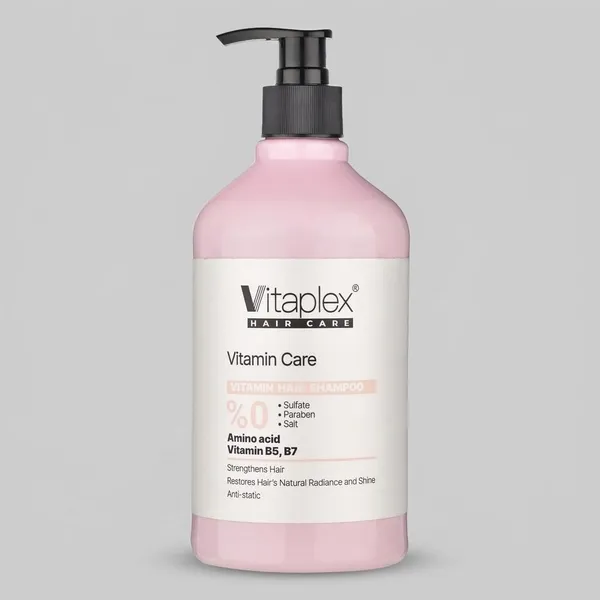 Vitaplex®
HAIR CARE
Vitamin Care
VITAMIN HAIR SHAMPOO
%0
• Sulfate
• Paraben
• Salt
Amino acid
Vitamin B5, B7
Strengthens Hair
Restores Hair's Natural Radiance and Shine
Anti-static